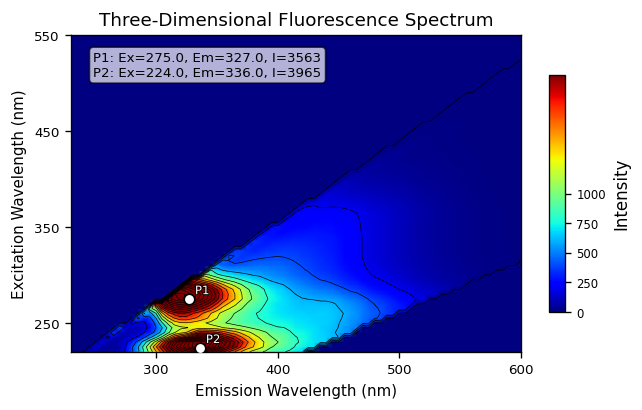 Three-Dimensional Fluorescence Spectrum
P1: Ex=275.0, Em=327.0, I=3563
P2: Ex=224.0, Em=336.0, I=3965
550
450
350
250
Excitation Wavelength (nm)
P1
P2
300
400
500
600
Emission Wavelength (nm)
1000
750
500
250
0
Intensity